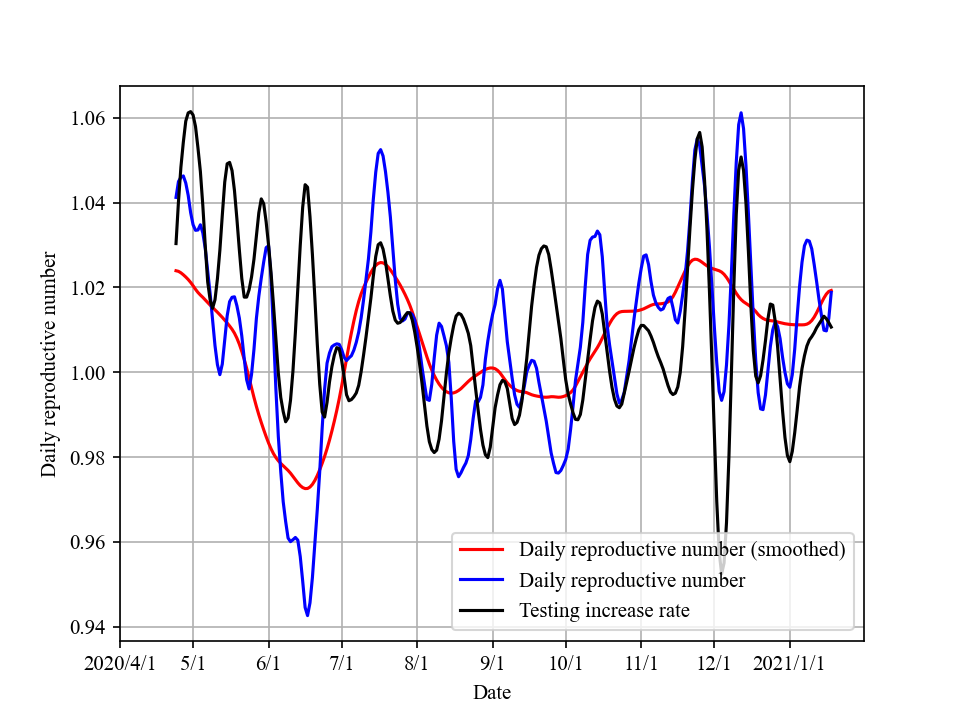 1.06
1.04
1.02
1.00
0.98
0.96
0.94
Daily reproductive number
Daily reproductive number (smoothed)
Daily reproductive number
Testing increase rate
2020/4/1 5/1 6/1 7/1 8/1 9/1 10/1 11/1 12/1 2021/1/1
Date